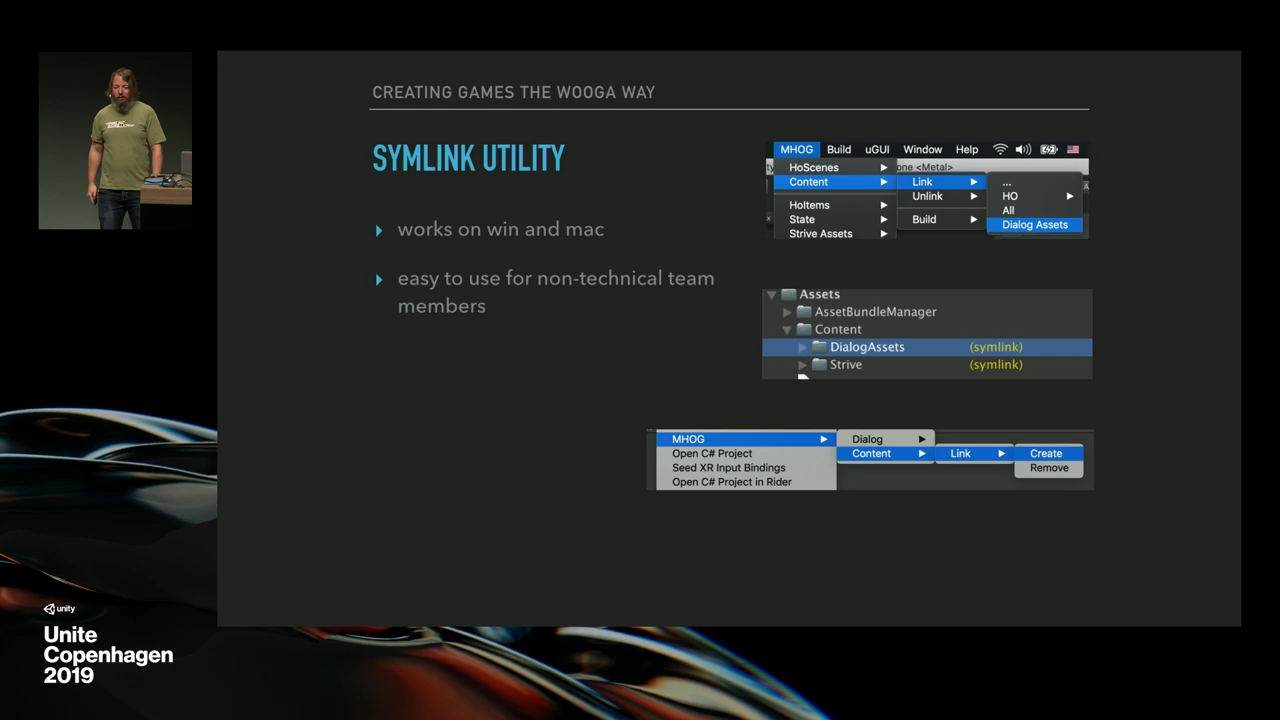 CREATING GAMES THE WOOGA WAY
SYMLINK UTILITY
works on win and mac
easy to use for non-technical team
members
MHOG Build uGUI Window Help
HoScenes
one <Metal>
Content
Link
...
Unlink
HO
HoItems
All
State
Build
Dialog Assets
Strive Assets
Assets
AssetBundleManager
Content
DialogAssets (symlink)
Strive (symlink)
MHOG
Dialog
Open C# Project
Content
Link
Create
Seed XR Input Bindings
Remove
Open C# Project in Rider
unity
Unite
Copenhagen
2019